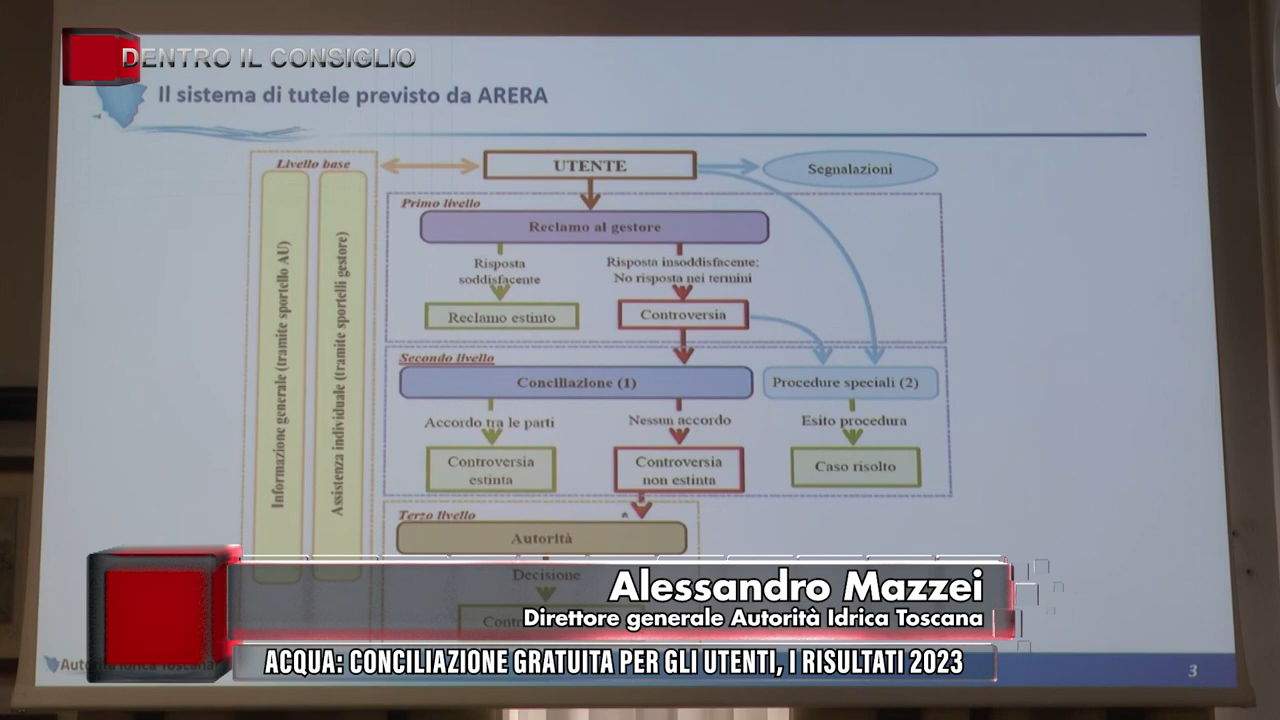 DENTRO IL CONSIGLIO
Il sistema di tutele previsto da ARERA
Livello base
UTENTE
Segnalazioni
Informazione generale (tramite sportello AU)
Assistenza individuale (tramite sportelli gestore)
Primo livello
Reclamo al gestore
Risposta
soddisfacente
Risposta insoddisfacente;
No risposta nei termini
Reclamo estinto
Controversia
Secondo livello
Conciliazione (1)
Procedure speciali (2)
Accordo tra le parti
Nessun accordo
Esito procedura
Controversia
estinta
Controversia
non estinta
Caso risolto
Terzo livello
*
Autorità
Decisione
Alessandro Mazzei
Direttore generale Autorità Idrica Toscana
ACQUA: CONCILIAZIONE GRATUITA PER GLI UTENTI, I RISULTATI 2023
Autorità Idrica Toscana
3